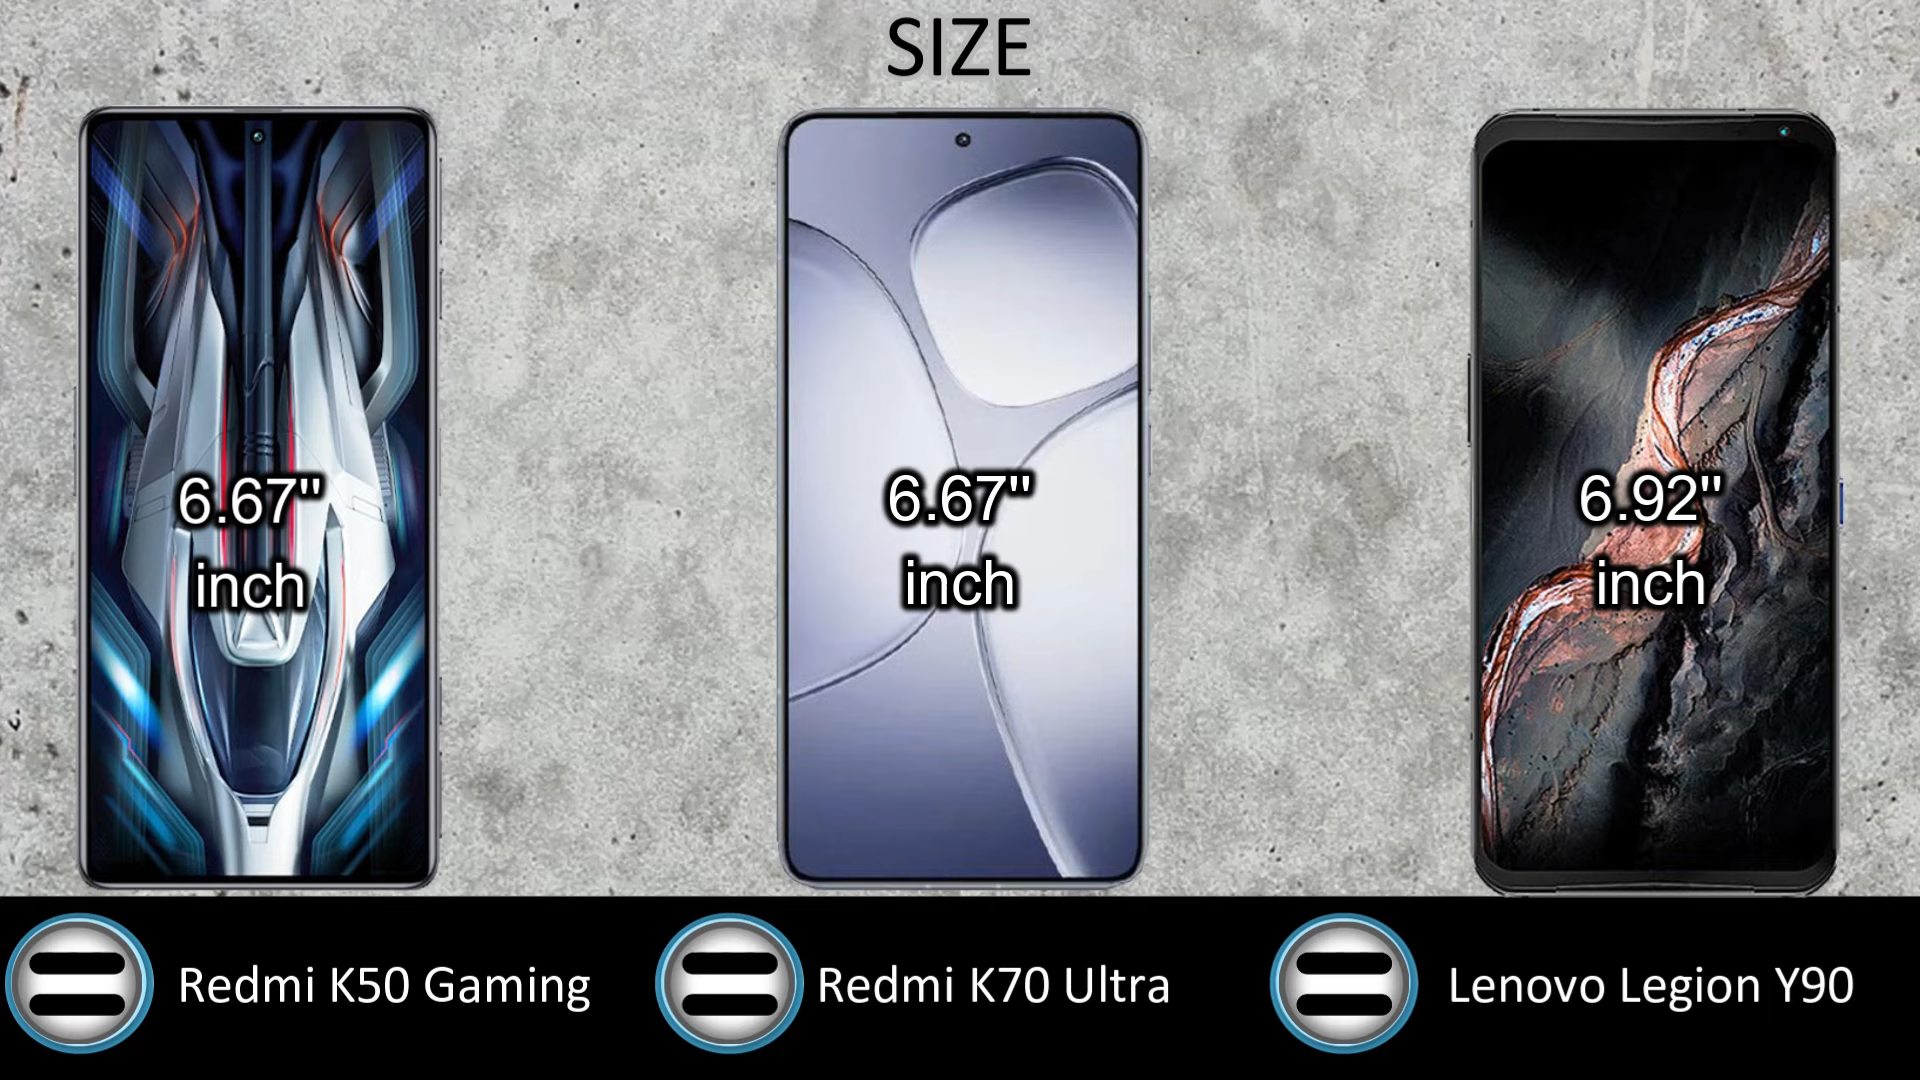 SIZE
6.67"
inch
6.67"
inch
6.92"
inch
Redmi K50 Gaming
Redmi K70 Ultra
Lenovo Legion Y90